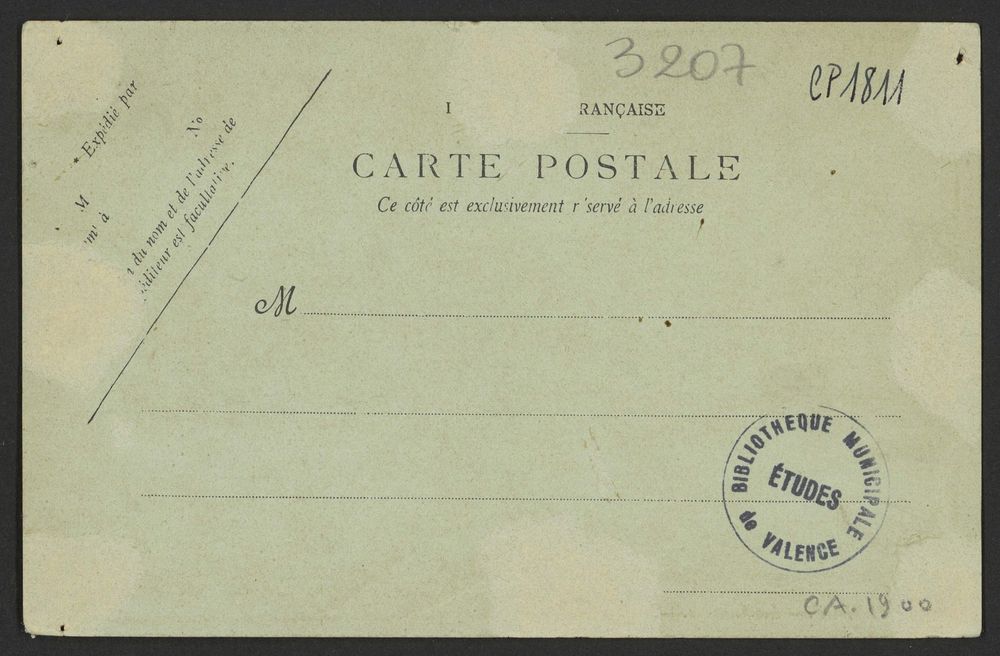 3207
CP1811
I RANÇAISE
CARTE POSTALE
Ce côté est exclusivement r servé à l'adresse
* Expédié par
M No
'm' à
du nom et de l'adresse de
éditeur est facultative.
M
BIBLIOTHEQUE MUNICIPALE
ÉTUDES
de VALENCE
CA.1900